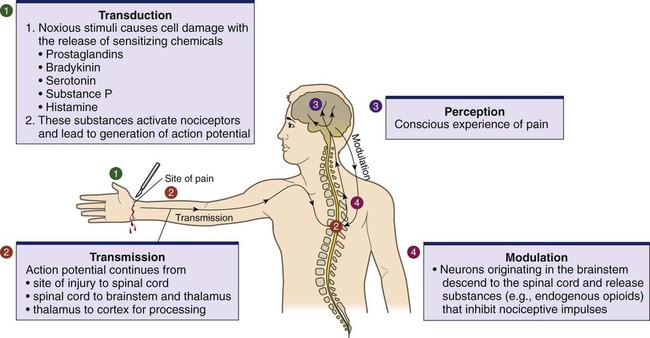 1
Transduction
1. Noxious stimuli causes cell damage with
the release of sensitizing chemicals
• Prostaglandins
• Bradykinin
• Serotonin
• Substance P
• Histamine
2. These substances activate nociceptors
and lead to generation of action potential
3
3
Perception
Conscious experience of pain
Modulation
1
Site of pain
2
Transmission
4
2
2
Transmission
Action potential continues from
• site of injury to spinal cord
• spinal cord to brainstem and thalamus
• thalamus to cortex for processing
4
Modulation
• Neurons originating in the brainstem
descend to the spinal cord and release
substances (e.g., endogenous opioids)
that inhibit nociceptive impulses